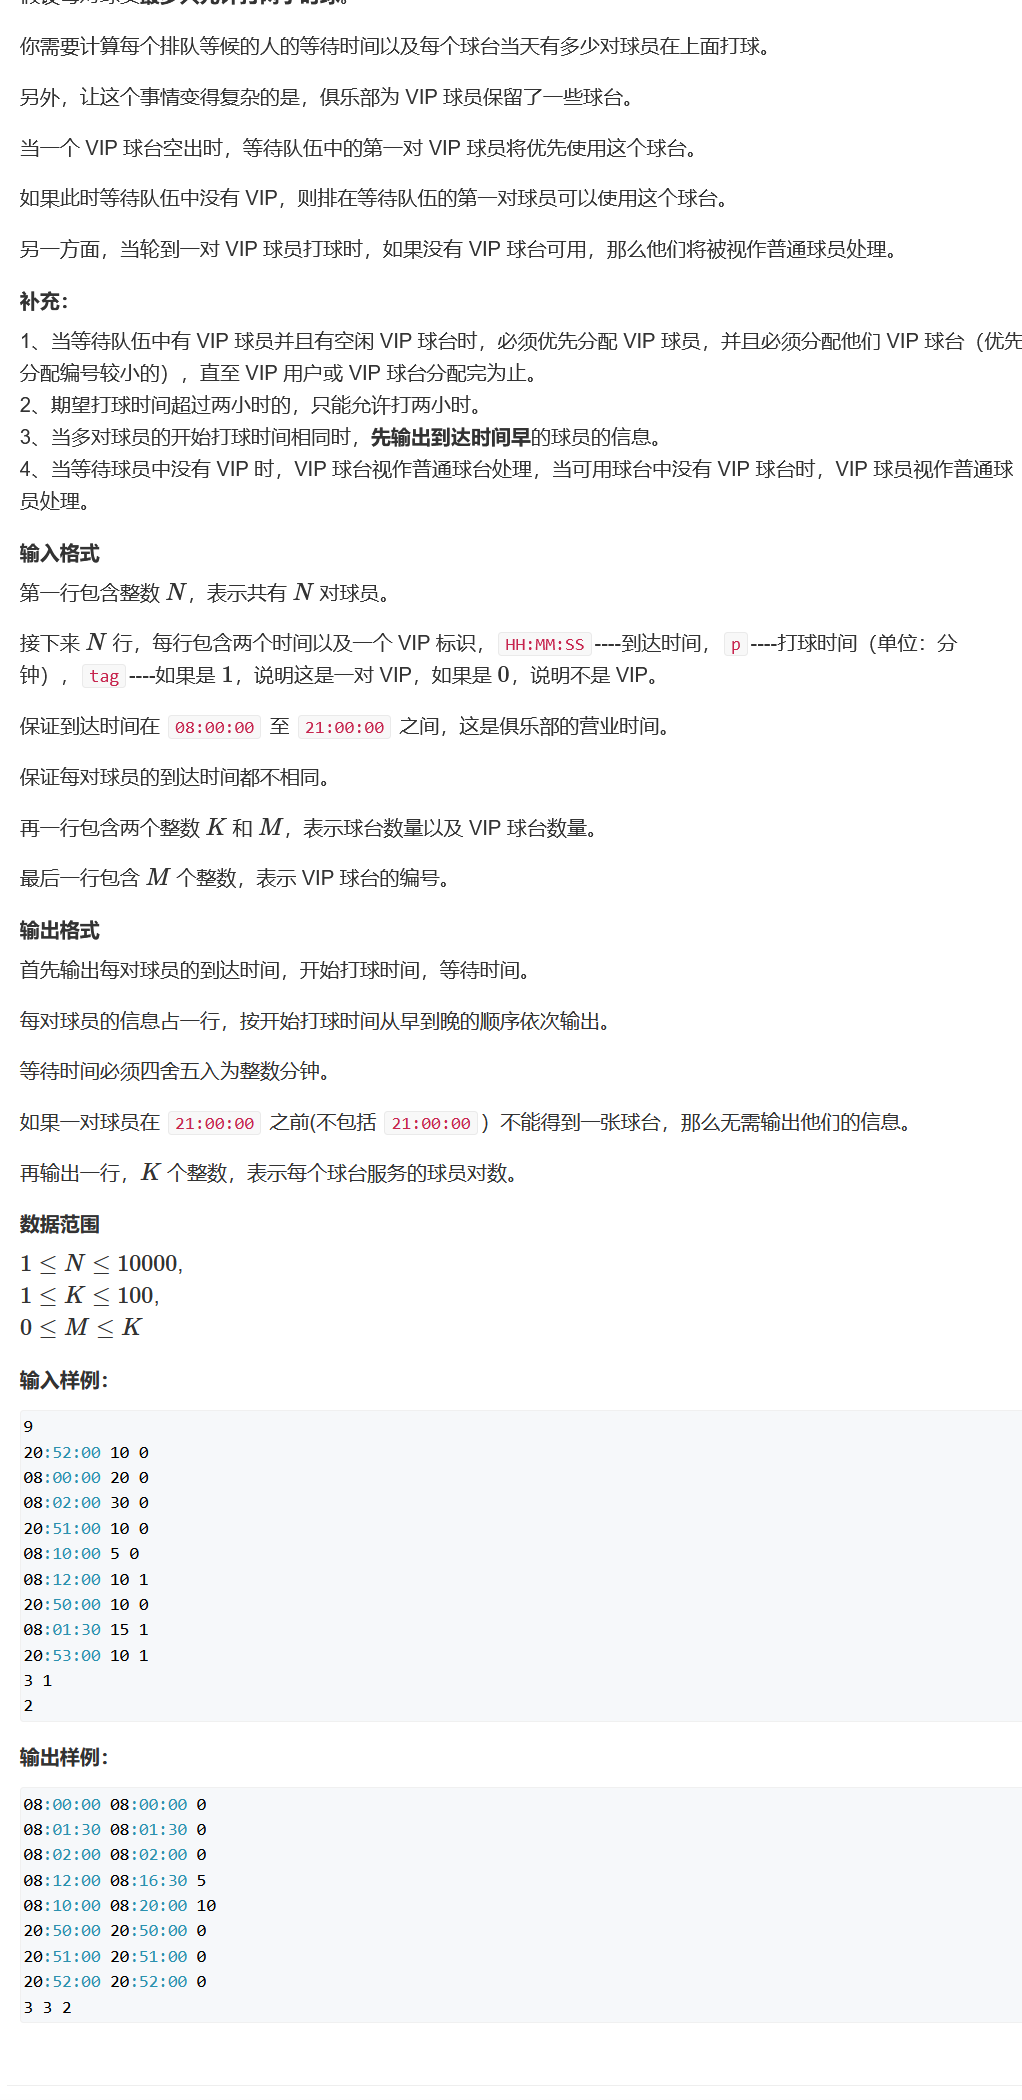 你需要计算每个排队等候的人的等待时间以及每个球台当天有多少对球员在上面打球。
另外，让这个事情变得复杂的是，俱乐部为 VIP 球员保留了一些球台。
当一个 VIP 球台空出时，等待队伍中的第一对 VIP 球员将优先使用这个球台。
如果此时等待队伍中没有 VIP，则排在等待队伍的第一对球员可以使用这个球台。
另一方面，当轮到一对 VIP 球员打球时，如果没有 VIP 球台可用，那么他们将被视作普通球员处理。
补充：
1、当等待队伍中有 VIP 球员并且有空闲 VIP 球台时，必须优先分配 VIP 球员，并且必须分配他们 VIP 球台（优先
分配编号较小的），直至 VIP 用户或 VIP 球台分配完为止。
2、期望打球时间超过两小时的，只能允许打两小时。
3、当多对球员的开始打球时间相同时，先输出到达时间早的球员的信息。
4、当等待球员中没有 VIP 时，VIP 球台视作普通球台处理，当可用球台中没有 VIP 球台时，VIP 球员视作普通球
员处理。
输入格式
第一行包含整数 N，表示共有 N 对球员。
接下来 N 行，每行包含两个时间以及一个 VIP 标识， HH:MM:SS ----到达时间， p ----打球时间（单位：分
钟）， tag ----如果是 1，说明这是一对 VIP，如果是 0，说明不是 VIP。
保证到达时间在 08:00:00 至 21:00:00 之间，这是俱乐部的营业时间。
保证每对球员的到达时间都不相同。
再一行包含两个整数 K 和 M，表示球台数量以及 VIP 球台数量。
最后一行包含 M 个整数，表示 VIP 球台的编号。
输出格式
首先输出每对球员的到达时间，开始打球时间，等待时间。
每对球员的信息占一行，按开始打球时间从早到晚的顺序依次输出。
等待时间必须四舍五入为整数分钟。
如果一对球员在 21:00:00 之前(不包括 21:00:00 ）不能得到一张球台，那么无需输出他们的信息。
再输出一行，K 个整数，表示每个球台服务的球员对数。
数据范围
1 ≤ N ≤ 10000,
1 ≤ K ≤ 100,
0 ≤ M ≤ K
输入样例：
9
20:52:00 10 0
08:00:00 20 0
08:02:00 30 0
20:51:00 10 0
08:10:00 5 0
08:12:00 10 1
20:50:00 10 0
08:01:30 15 1
20:53:00 10 1
3 1
2
输出样例：
08:00:00 08:00:00 0
08:01:30 08:01:30 0
08:02:00 08:02:00 0
08:12:00 08:16:30 5
08:10:00 08:20:00 10
20:50:00 20:50:00 0
20:51:00 20:51:00 0
20:52:00 20:52:00 0
3 3 2